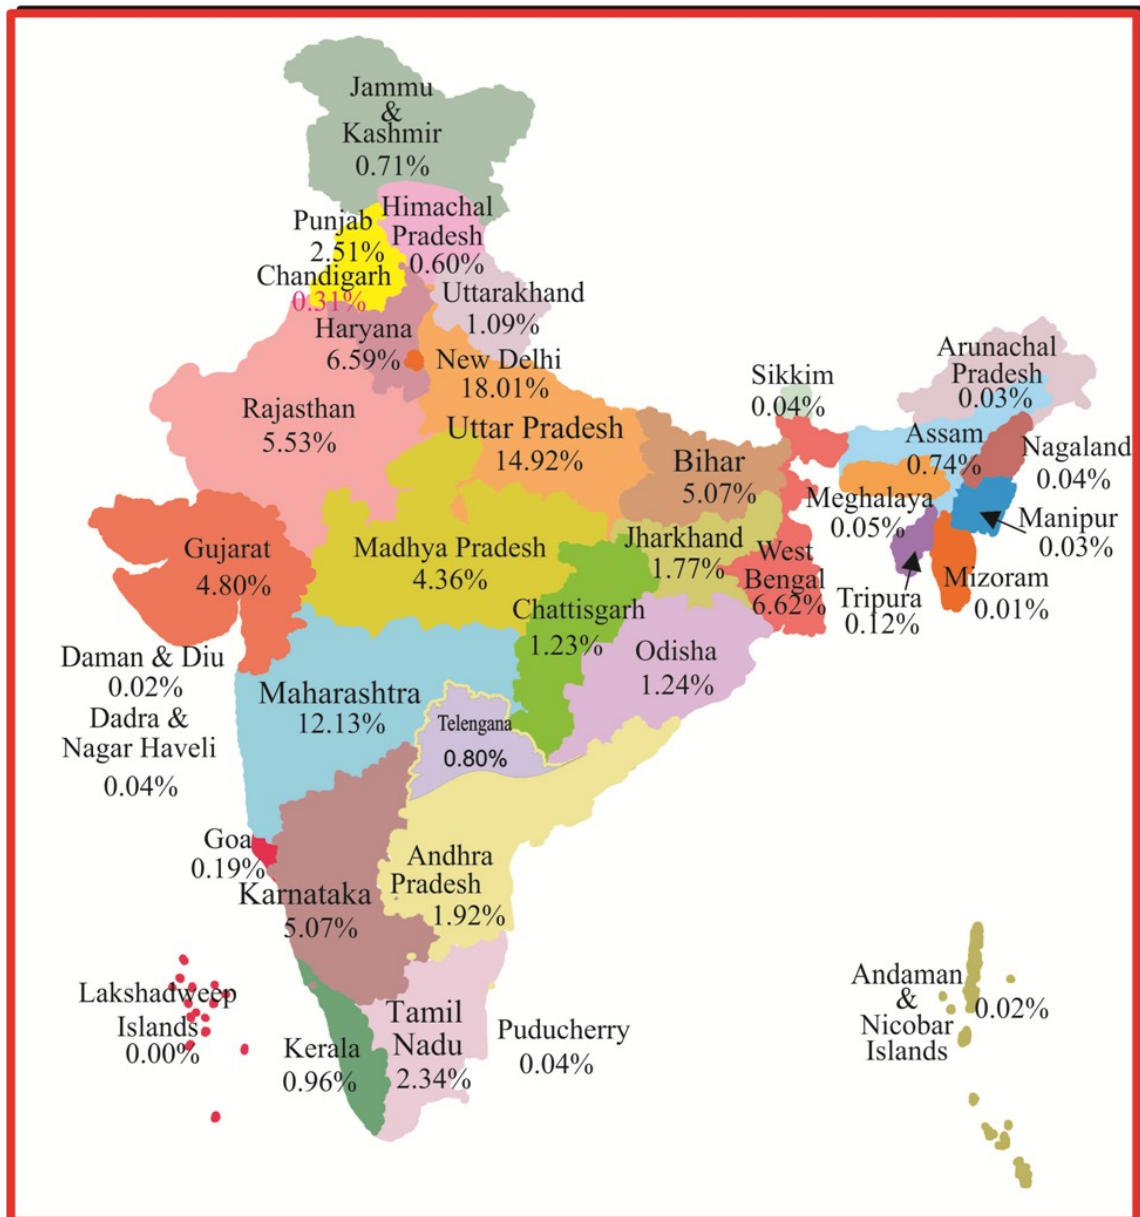 Jammu
&
Kashmir
0.71%
Himachal
Pradesh
0.60%
Punjab
2.51%
Chandigarh
0.31%
Uttarakhand
1.09%
Haryana
6.59%
New Delhi
18.01%
Rajasthan
5.53%
Uttar Pradesh
14.92%
Bihar
5.07%
Sikkim
0.04%
Arunachal
Pradesh
0.03%
Assam
0.74%
Nagaland
0.04%
Meghalaya
0.05%
Manipur
0.03%
Tripura
0.12%
Mizoram
0.01%
Gujarat
4.80%
Madhya Pradesh
4.36%
Jharkhand
1.77%
West
Bengal
6.62%
Chattisgarh
1.23%
Odisha
1.24%
Daman & Diu
0.02%
Dadra &
Nagar Haveli
0.04%
Maharashtra
12.13%
Telengana
0.80%
Goa
0.19%
Karnataka
5.07%
Andhra
Pradesh
1.92%
Lakshadweep
Islands
0.00%
Kerala
0.96%
Tamil
Nadu
2.34%
Puducherry
0.04%
Andaman
&
Nicobar
Islands
0.02%